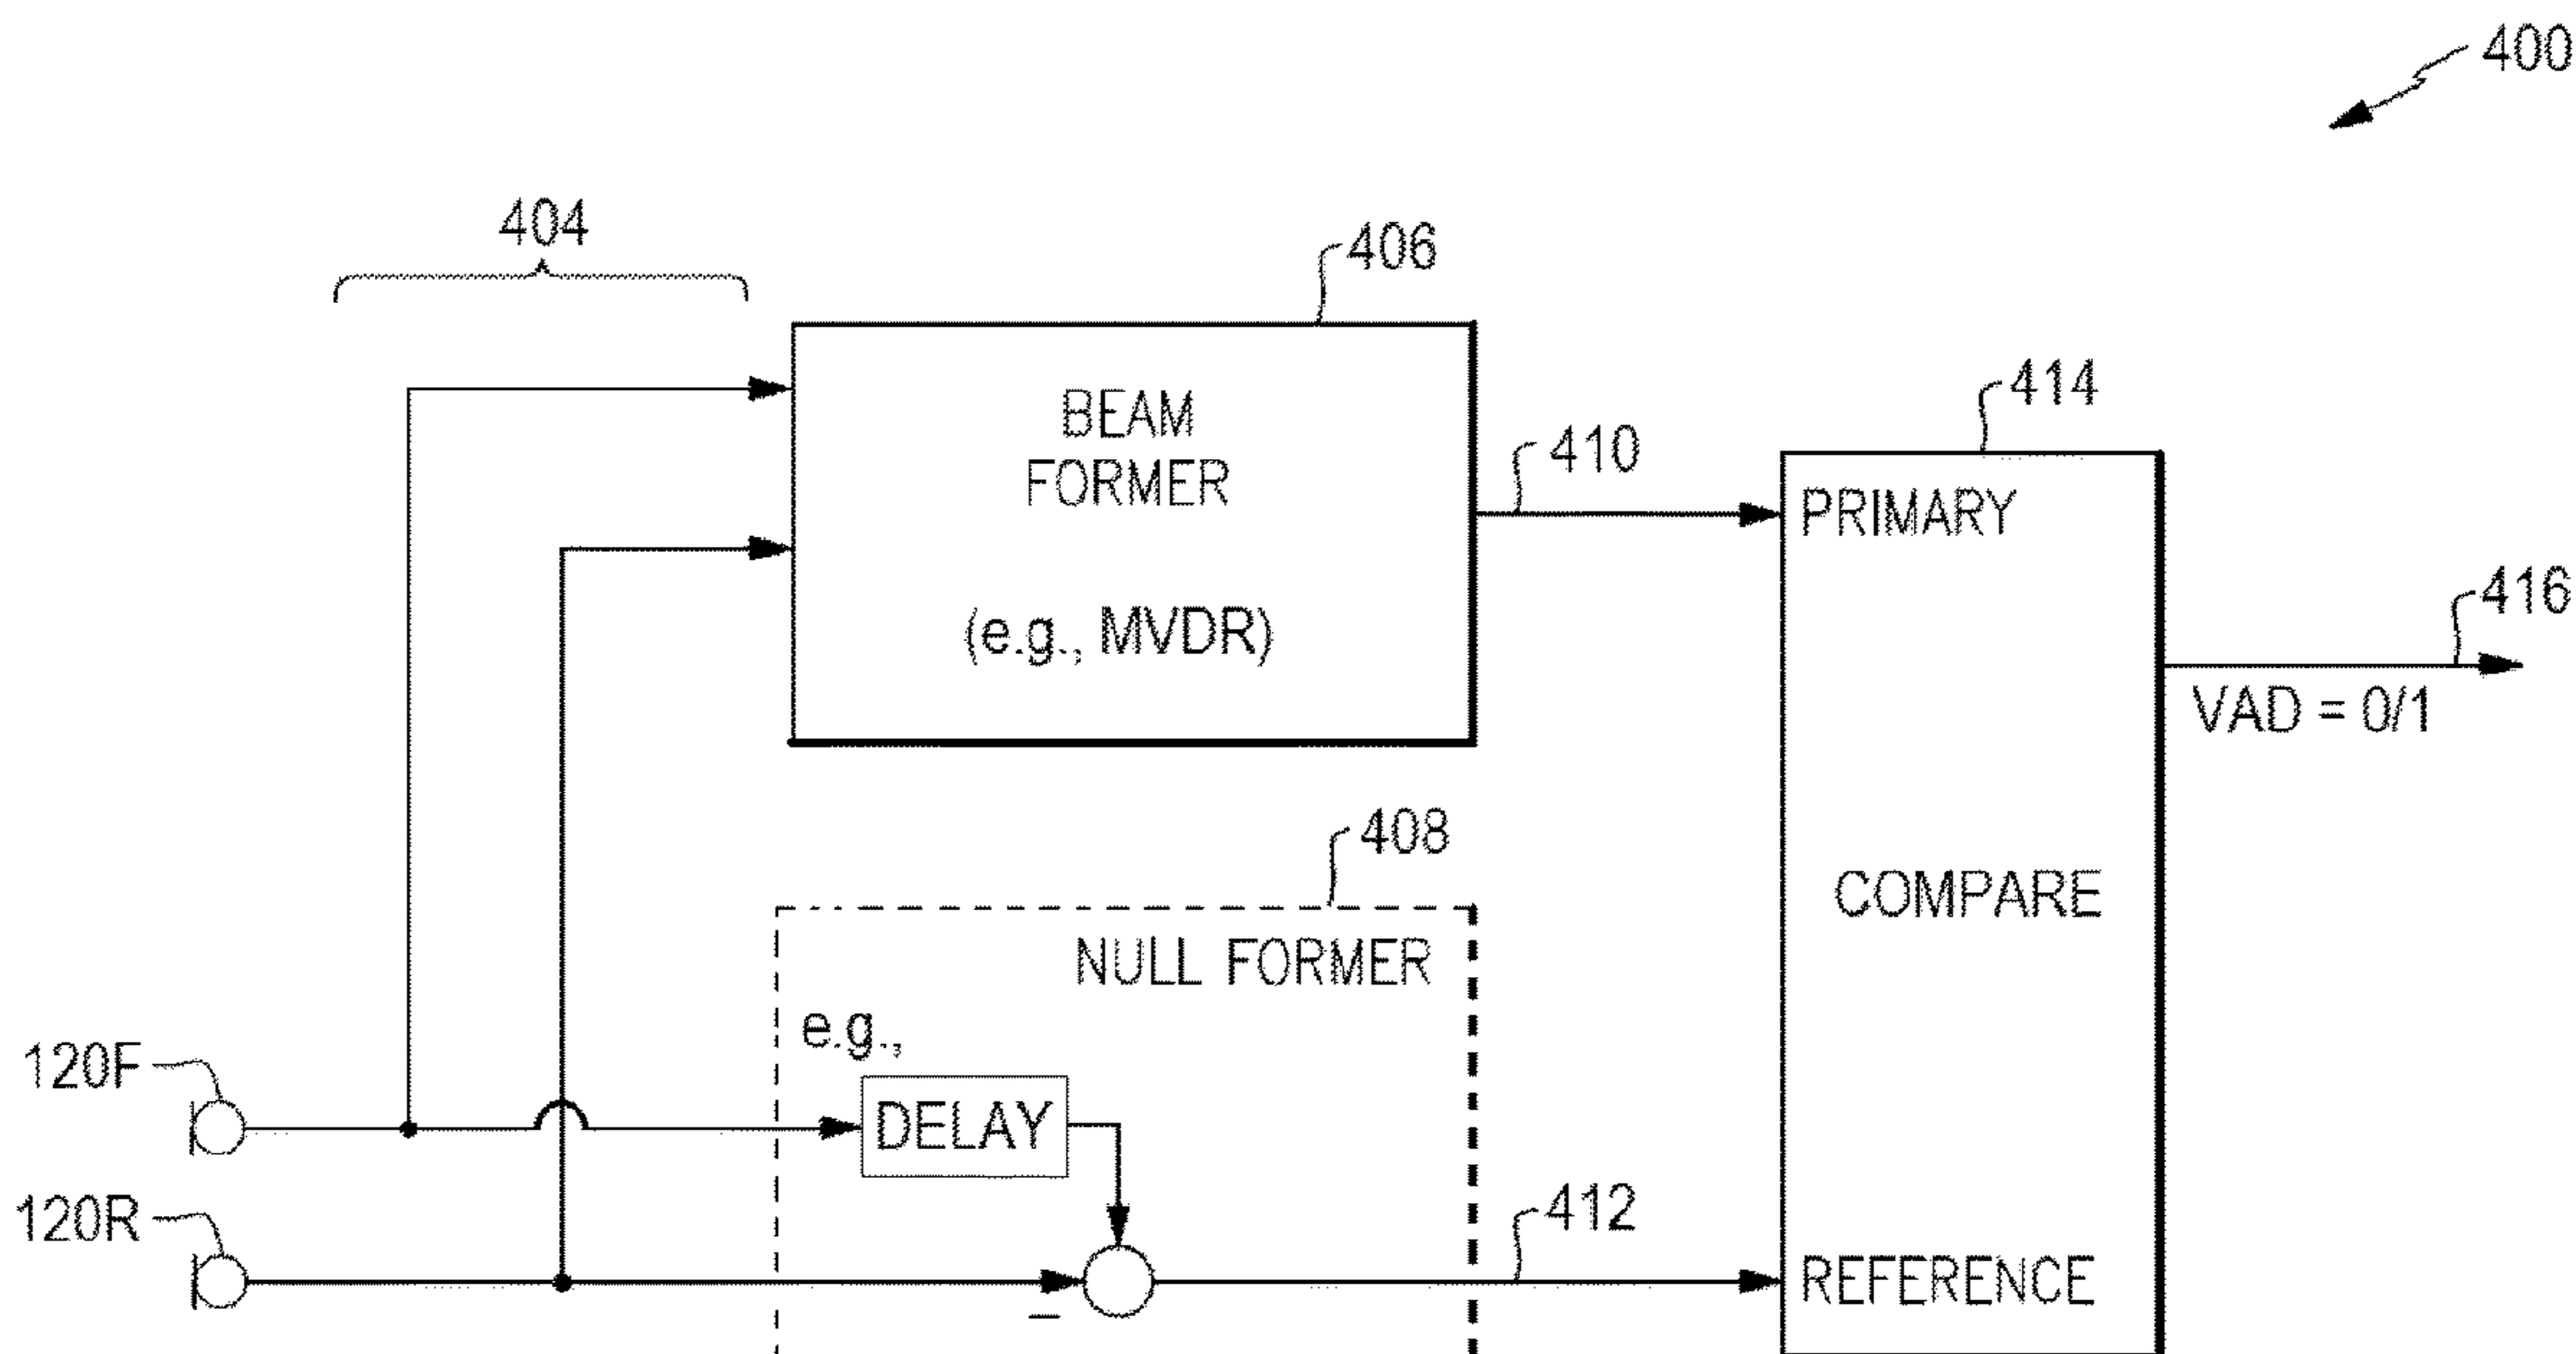 400
404
406
BEAM
FORMER
(e.g., MVDR)
410
414
PRIMARY
COMPARE
REFERENCE
416
VAD = 0/1
408
NULL FORMER
e.g.,
DELAY
–
412
120F
120R